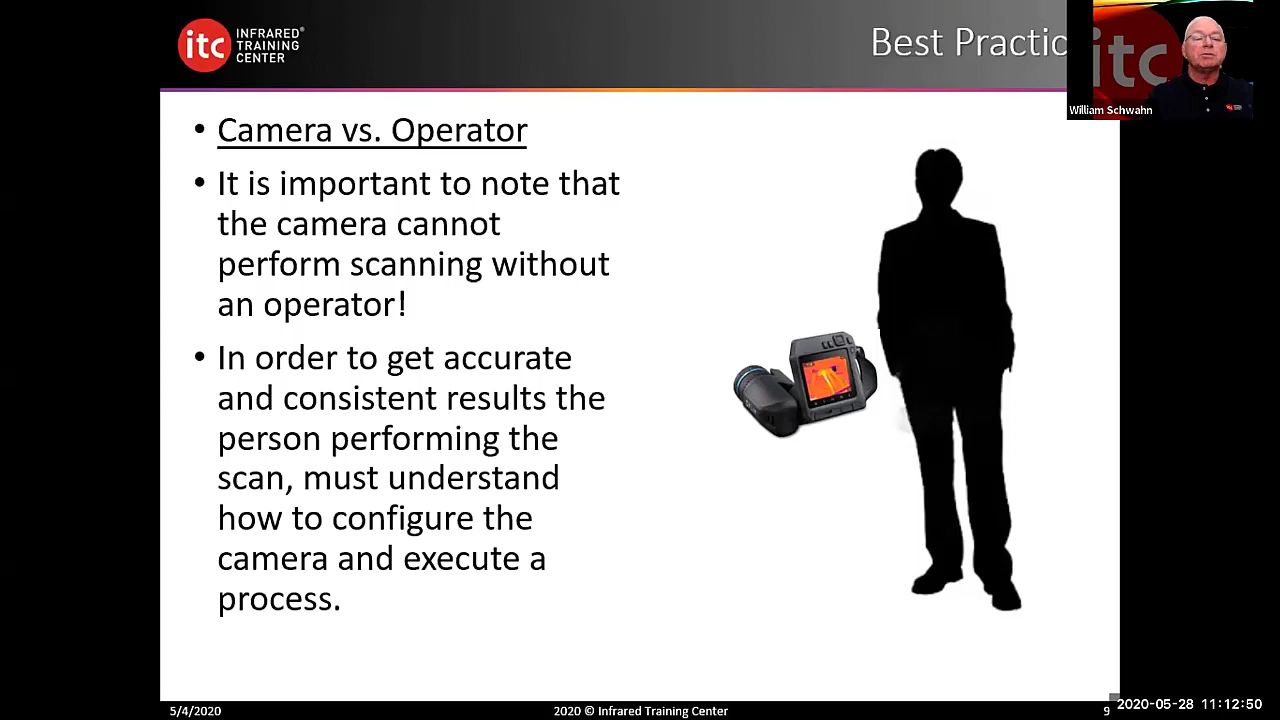 itc INFRARED®
TRAINING
CENTER
Best Practic
itc
William Schwahn
• Camera vs. Operator
• It is important to note that
the camera cannot
perform scanning without
an operator!
• In order to get accurate
and consistent results the
person performing the
scan, must understand
how to configure the
camera and execute a
process.
5/4/2020
2020 © Infrared Training Center
9
2020-05-28 11:12:50